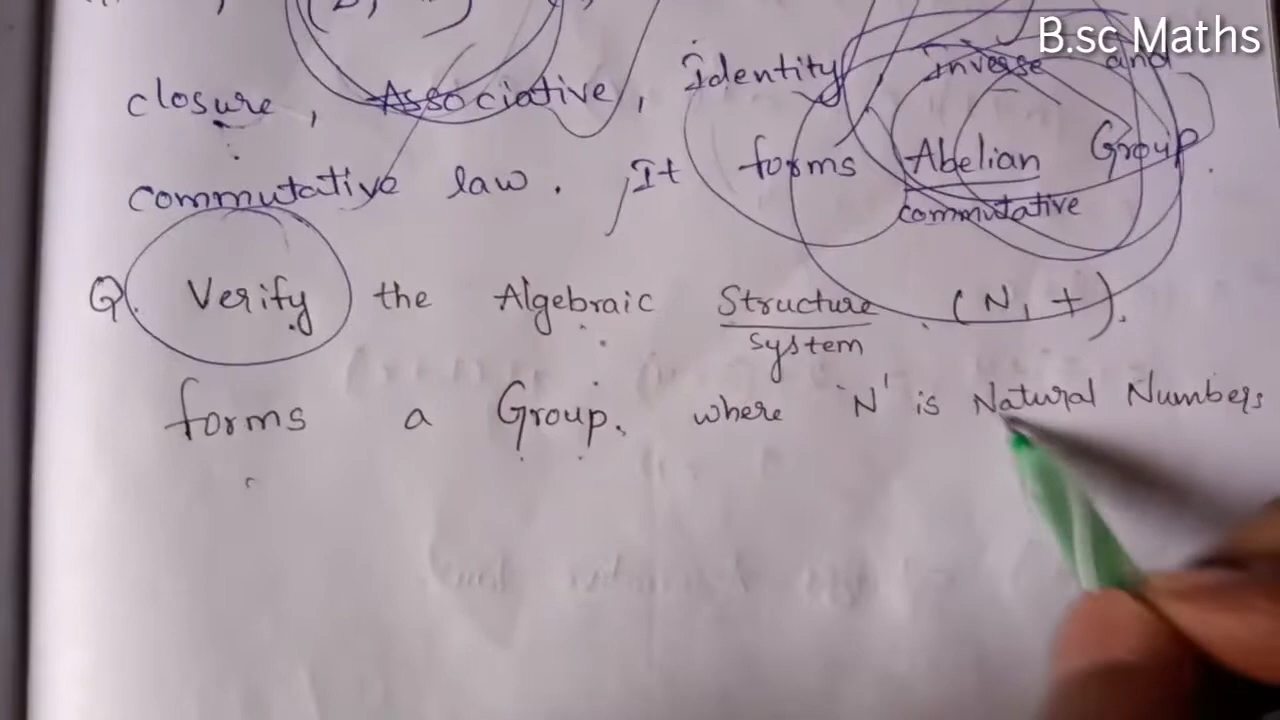 B.sc Maths
closure, Associative, Identity Inverse and
commutative law. It forms Abelian Group.
commutative
Q. Verify the Algebraic Structure (N, +).
System
forms a Group, where 'N' is Natural Numbers